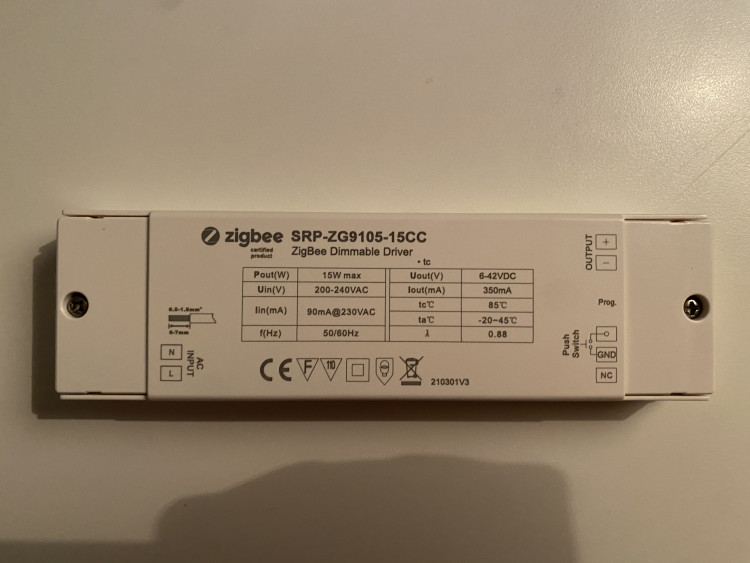 zigbee SRP-ZG9105-15CC
certified product
ZigBee Dimmable Driver
• tc
Pout(W) 15W max Uout(V) 6-42VDC
Uin(V) 200-240VAC Iout(mA) 350mA
Iin(mA) 90mA@230VAC tc℃ 85℃
ta℃ -20~45℃
f(Hz) 50/60Hz λ 0.88
6-7mm
N
L
AC INPUT
CE F 110
210301V3
OUTPUT
+
-
Prog.
Push Switch
GND
NC